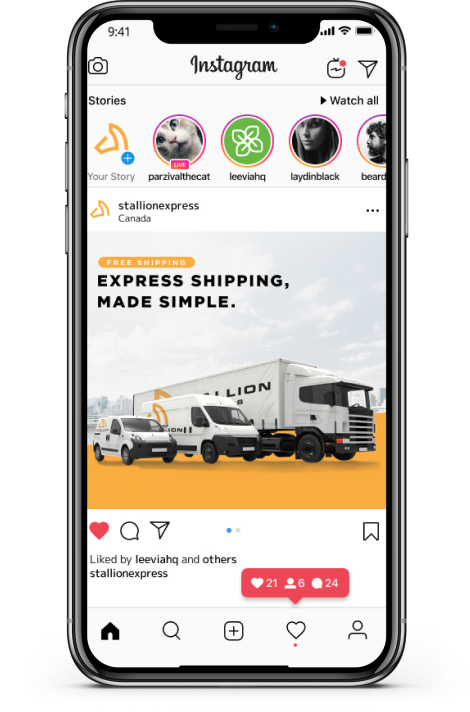 9:41
Instagram
Stories
Watch all
LIVE
Your Story
parzivalthecat
leeviahq
laydinblack
beard
stallionexpress
Canada
FREE SHIPPING
EXPRESS SHIPPING,
MADE SIMPLE.
LLION
Liked by leeviahq and others
stallionexpress
21 6 24